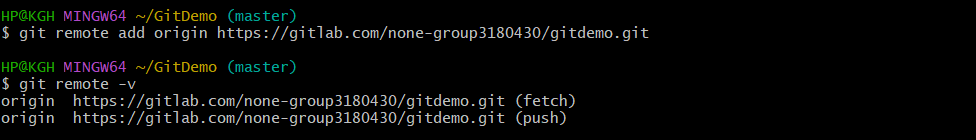 HP@KGH MINGW64 ~/GitDemo (master)
$ git remote add origin https://gitlab.com/none-group3180430/gitdemo.git
HP@KGH MINGW64 ~/GitDemo (master)
$ git remote -v
origin  https://gitlab.com/none-group3180430/gitdemo.git (fetch)
origin  https://gitlab.com/none-group3180430/gitdemo.git (push)